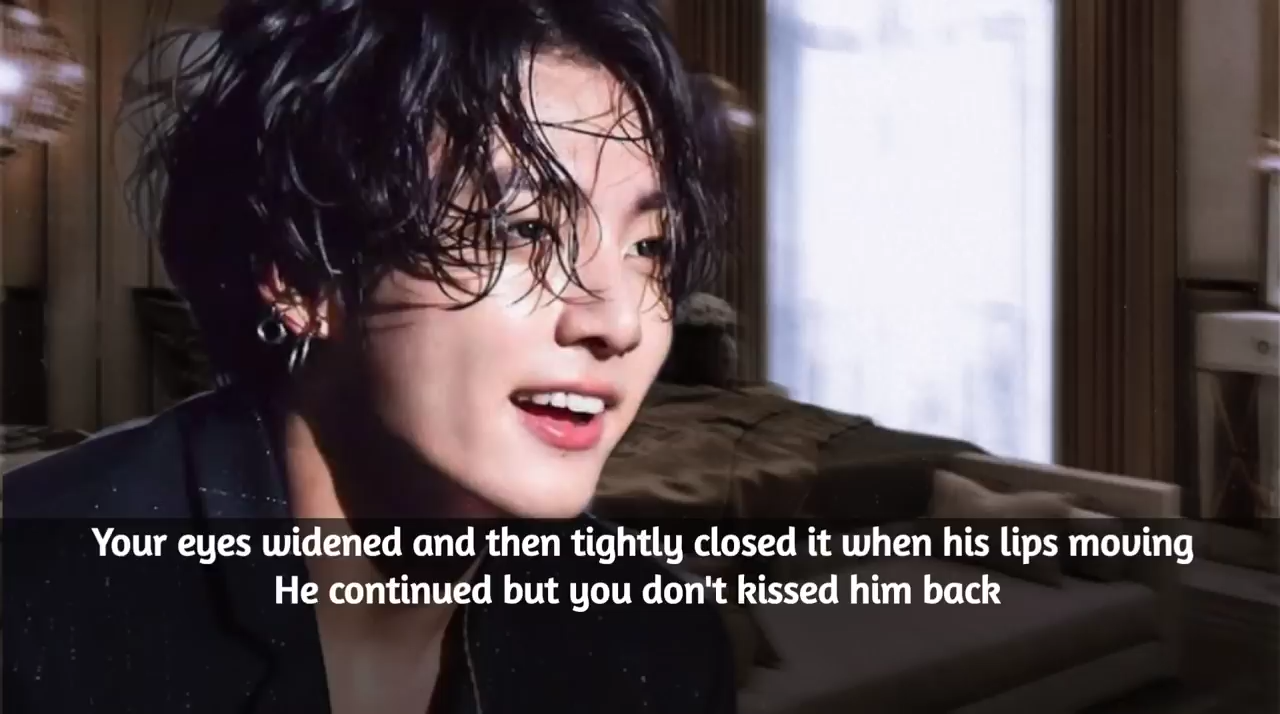 Your eyes widened and then tightly closed it when his lips moving
He continued but you don't kissed him back